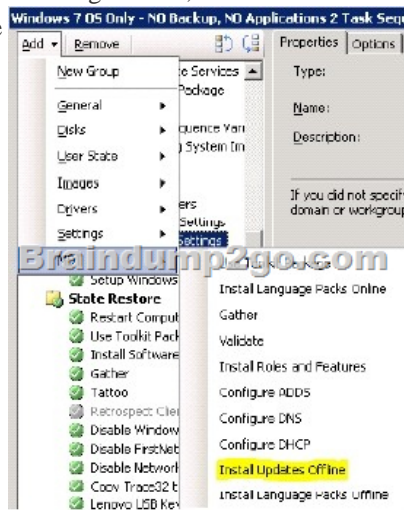 Windows 7 OS Only - NO Backup, NO Applications 2 Task Sequ
Add Remove
Properties Options
New Group
General
Disks
User State
Images
Drivers
Settings
e Services
Package
quence Vari
System Im
ers
Settings
Settings
Type:
Name:
Description:
If you did not specif
domain or workgroup
Braindump2go.com
Setup Windows
State Restore
Restart Comput
Use Toolkit Pack
Install Software
Gather
Tattoo
Retrospect Clie
Disable Window
Disable FirstNet
Disable Network
Copy Trace32 t
Lenovo USB Key
Install Language Packs Online
Gather
Validate
Install Roles and Features
Configure ADDS
Configure DNS
Configure DHCP
Install Updates Offline
Install Language Packs Offline